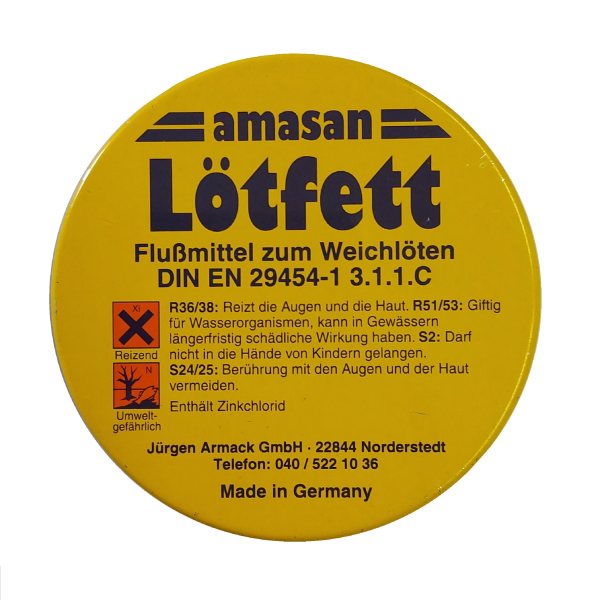 amasan
Lötfett
Flußmittel zum Weichlöten
DIN EN 29454-1 3.1.1.C
Xi
Reizend
R36/38: Reizt die Augen und die Haut. R51/53: Giftig
für Wasserorganismen, kann in Gewässern
längerfristig schädliche Wirkung haben. S2: Darf
nicht in die Hände von Kindern gelangen.
N
Umwelt-
gefährlich
S24/25: Berührung mit den Augen und der Haut
vermeiden.
Enthält Zinkchlorid
Jürgen Armack GmbH · 22844 Norderstedt
Telefon: 040 / 522 10 36
Made in Germany